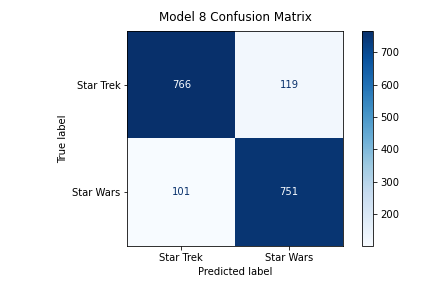 Model 8 Confusion Matrix
Star Trek
766
119
Star Wars
101
751
True label
Star Trek
Star Wars
Predicted label
700
600
500
400
300
200